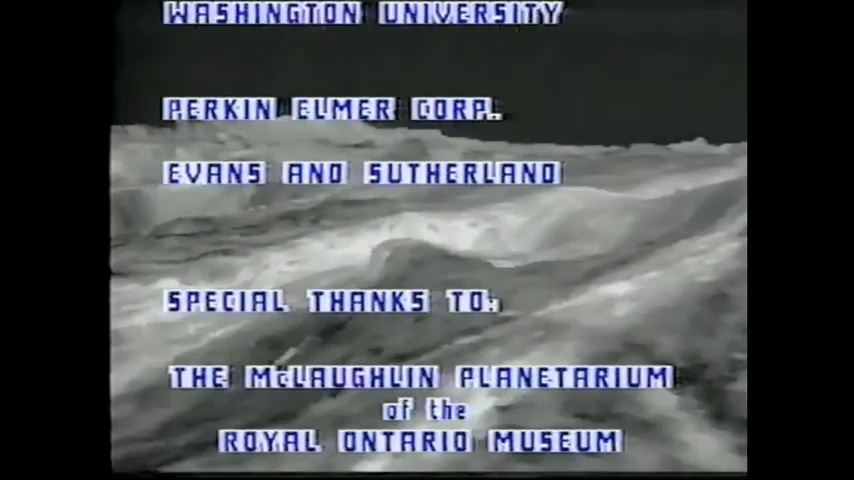 WASHINGTON UNIVERSITY
PERKIN ELMER CORP.
EVANS AND SUTHERLAND
SPECIAL THANKS TO:
THE McLAUGHLIN PLANETARIUM
of the
ROYAL ONTARIO MUSEUM